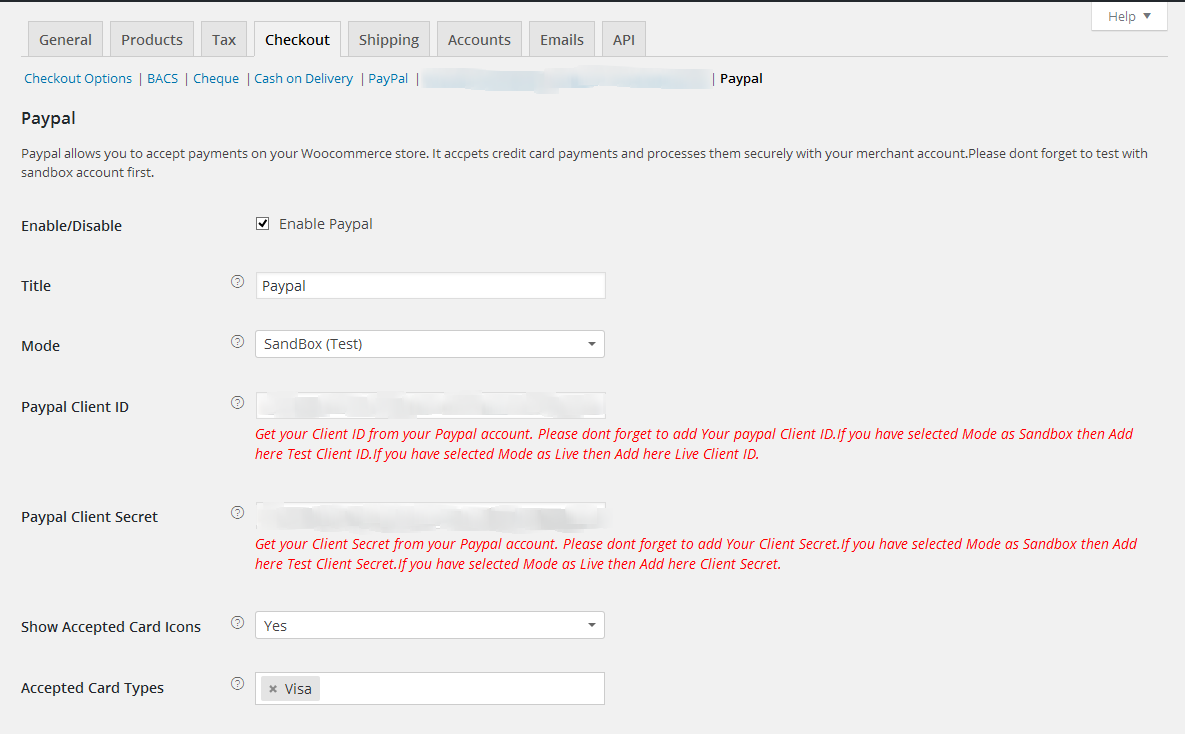 Help ▼
General Products Tax Checkout Shipping Accounts Emails API
Checkout Options | BACS | Cheque | Cash on Delivery | PayPal | | Paypal
Paypal
Paypal allows you to accept payments on your Woocommerce store. It accpets credit card payments and processes them securely with your merchant account.Please dont forget to test with
sandbox account first.
Enable/Disable Enable Paypal
Title ? Paypal
Mode ? SandBox (Test)
Paypal Client ID ?
Get your Client ID from your Paypal account. Please dont forget to add Your paypal Client ID.If you have selected Mode as Sandbox then Add
here Test Client ID.If you have selected Mode as Live then Add here Live Client ID.
Paypal Client Secret ?
Get your Client Secret from your Paypal account. Please dont forget to add Your Client Secret.If you have selected Mode as Sandbox then Add
here Test Client Secret.If you have selected Mode as Live then Add here Client Secret.
Show Accepted Card Icons ? Yes
Accepted Card Types ? × Visa